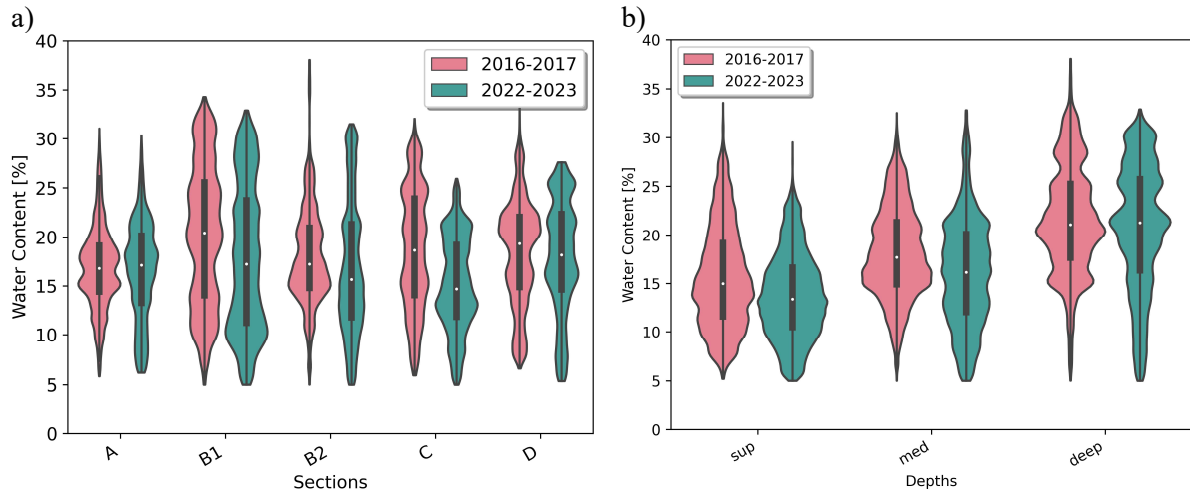 a)
40
35
30
25
20
15
10
5
0
Water Content [%]
2016-2017
2022-2023
A
B1
B2
C
D
Sections
b)
40
35
30
25
20
15
10
5
0
Water Content [%]
2016-2017
2022-2023
sup
med
deep
Depths